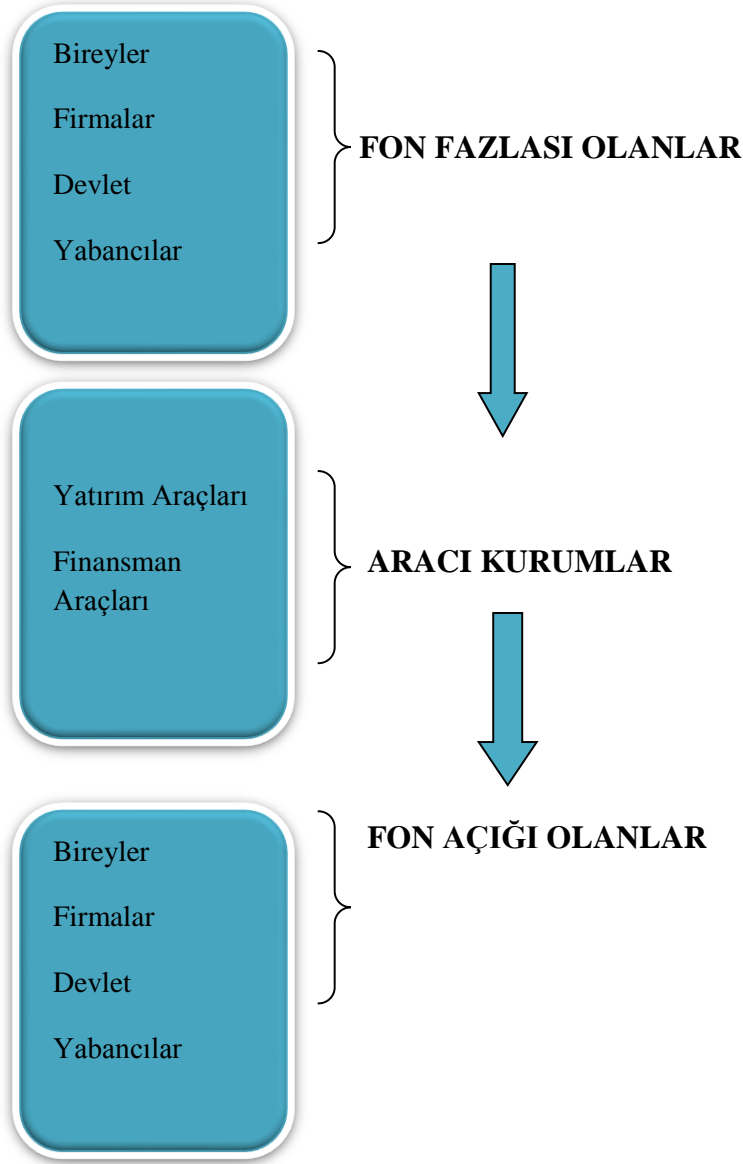 Bireyler
Firmalar
Devlet
Yabancılar
FON FAZLASI OLANLAR
Yatırım Araçları
Finansman
Araçları
ARACI KURUMLAR
Bireyler
Firmalar
Devlet
Yabancılar
FON AÇIĞI OLANLAR